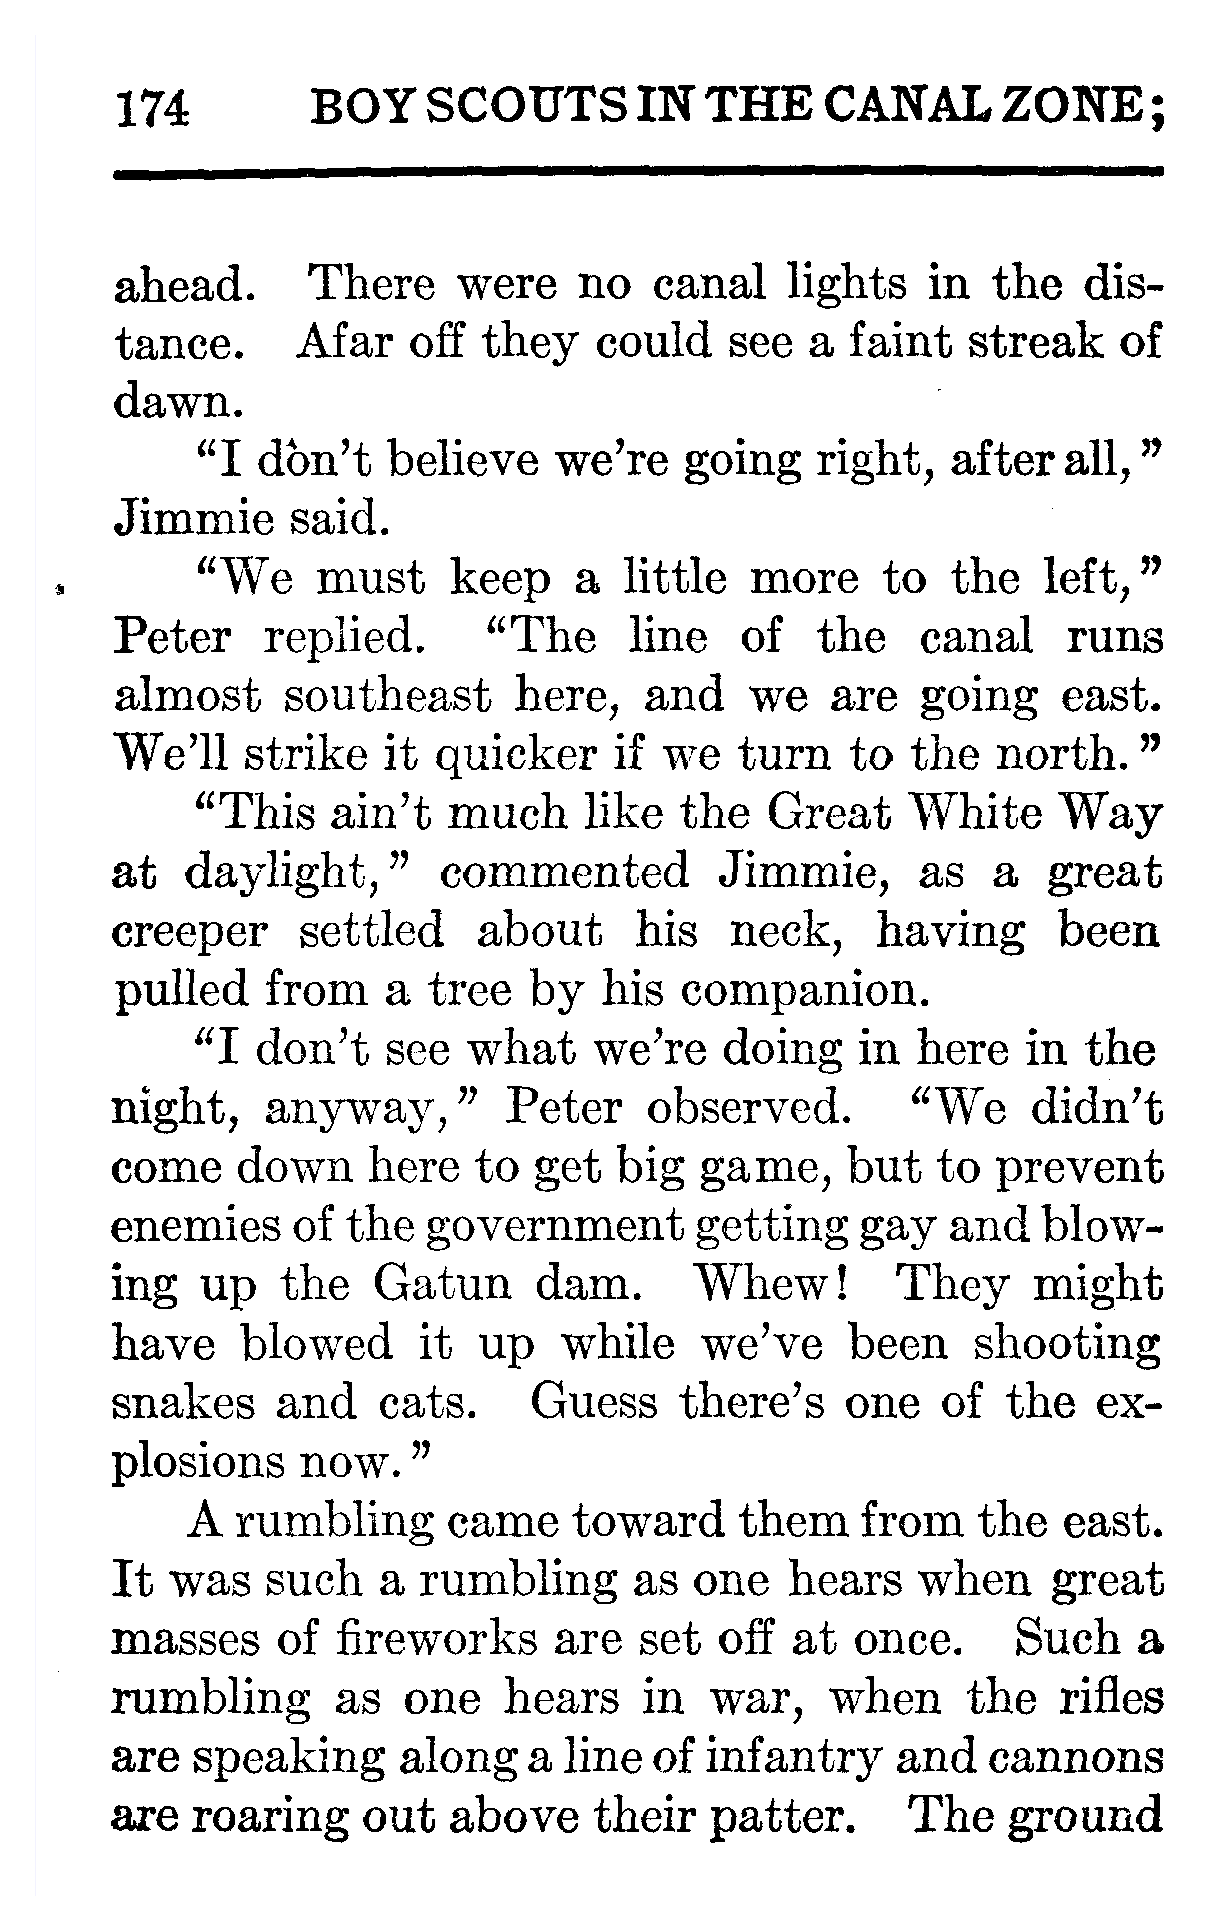 174 BOY SCOUTS IN THE CANAL ZONE;
ahead. There were no canal lights in the dis-
tance. Afar off they could see a faint streak of
dawn.
“I don’t believe we’re going right, after all,”
Jimmie said.
“We must keep a little more to the left,”
Peter replied. “The line of the canal runs
almost southeast here, and we are going east.
We’ll strike it quicker if we turn to the north.”
“This ain’t much like the Great White Way
at daylight,” commented Jimmie, as a great
creeper settled about his neck, having been
pulled from a tree by his companion.
“I don’t see what we’re doing in here in the
night, anyway,” Peter observed. “We didn’t
come down here to get big game, but to prevent
enemies of the government getting gay and blow-
ing up the Gatun dam. Whew! They might
have blowed it up while we’ve been shooting
snakes and cats. Guess there’s one of the ex-
plosions now.”
A rumbling came toward them from the east.
It was such a rumbling as one hears when great
masses of fireworks are set off at once. Such a
rumbling as one hears in war, when the rifles
are speaking along a line of infantry and cannons
are roaring out above their patter. The ground